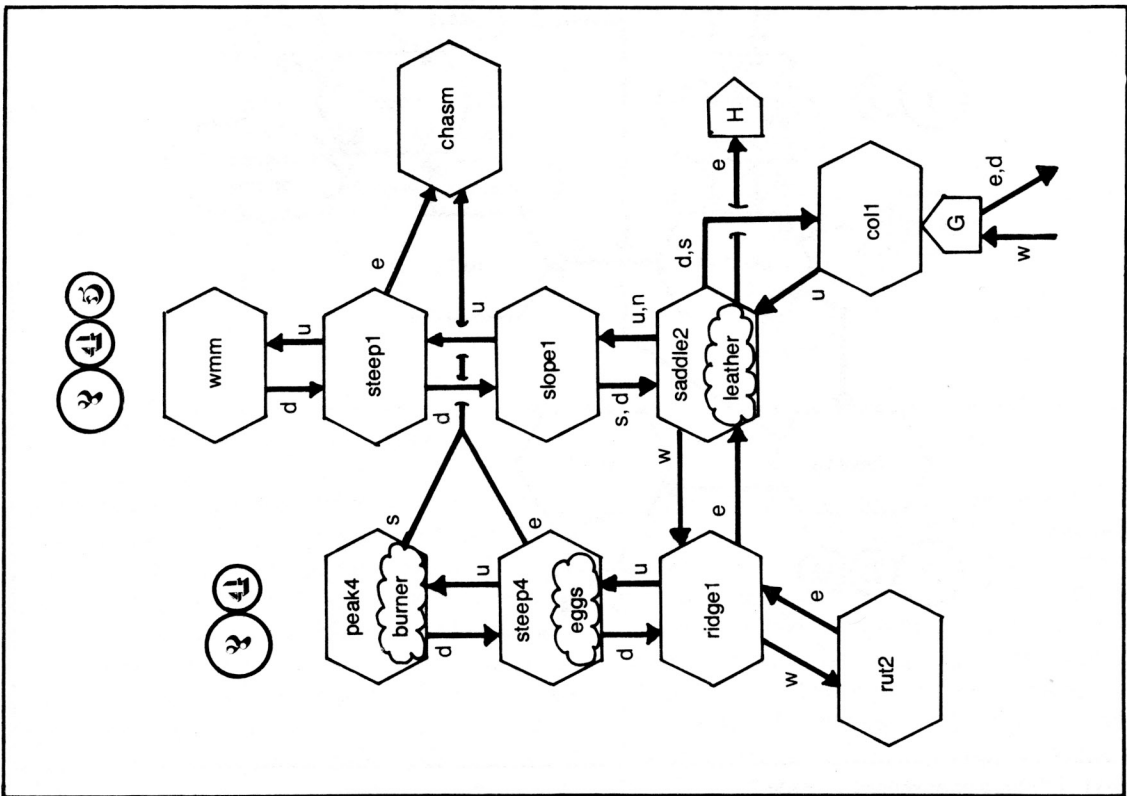 wmm
d u
peak4 steep1
s e
burner
d u d u chasm
steep4 e slope1
eggs
d u s, d u,n
w saddle2 d,s
ridge1 e leather e H
w e u
rut2 col1
G
w e,d